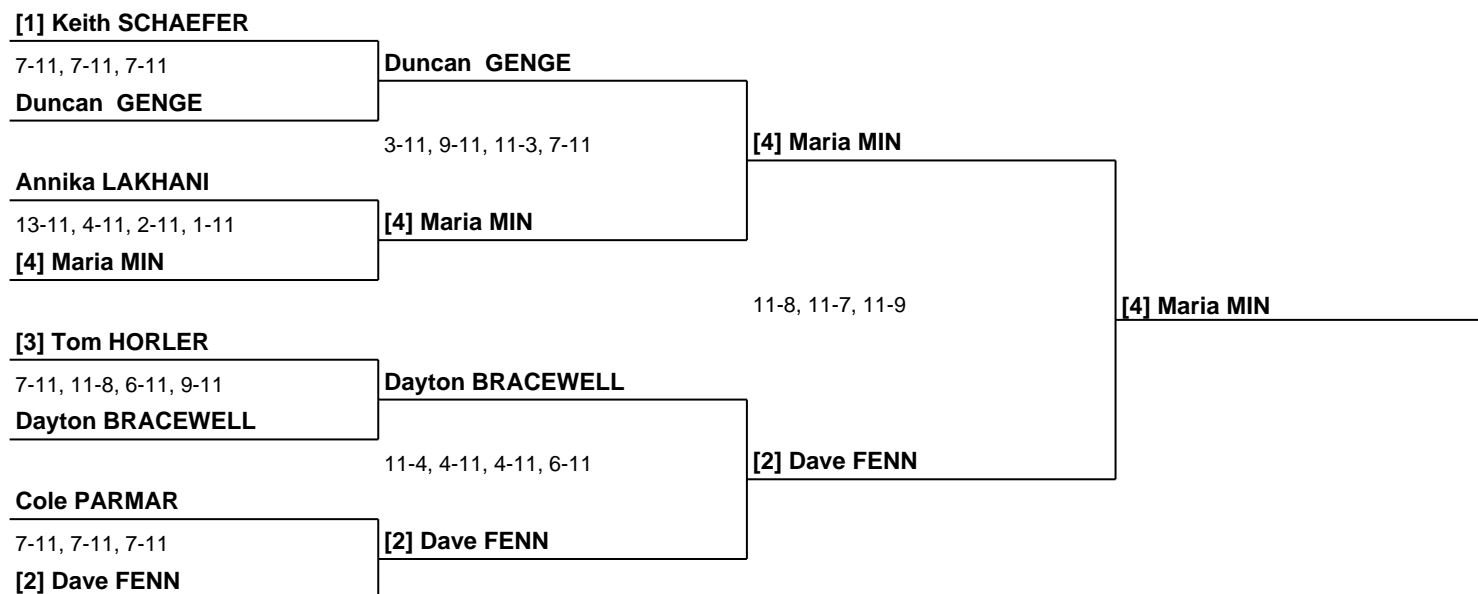 [1] Keith SCHAEFER
7-11, 7-11, 7-11
Duncan  GENGE
Duncan  GENGE
3-11, 9-11, 11-3, 7-11
[4] Maria MIN
Annika LAKHANI
13-11, 4-11, 2-11, 1-11
[4] Maria MIN
[4] Maria MIN
11-8, 11-7, 11-9
[4] Maria MIN
[3] Tom HORLER
7-11, 11-8, 6-11, 9-11
Dayton BRACEWELL
Dayton BRACEWELL
11-4, 4-11, 4-11, 6-11
[2] Dave FENN
Cole PARMAR
7-11, 7-11, 7-11
[2] Dave FENN
[2] Dave FENN